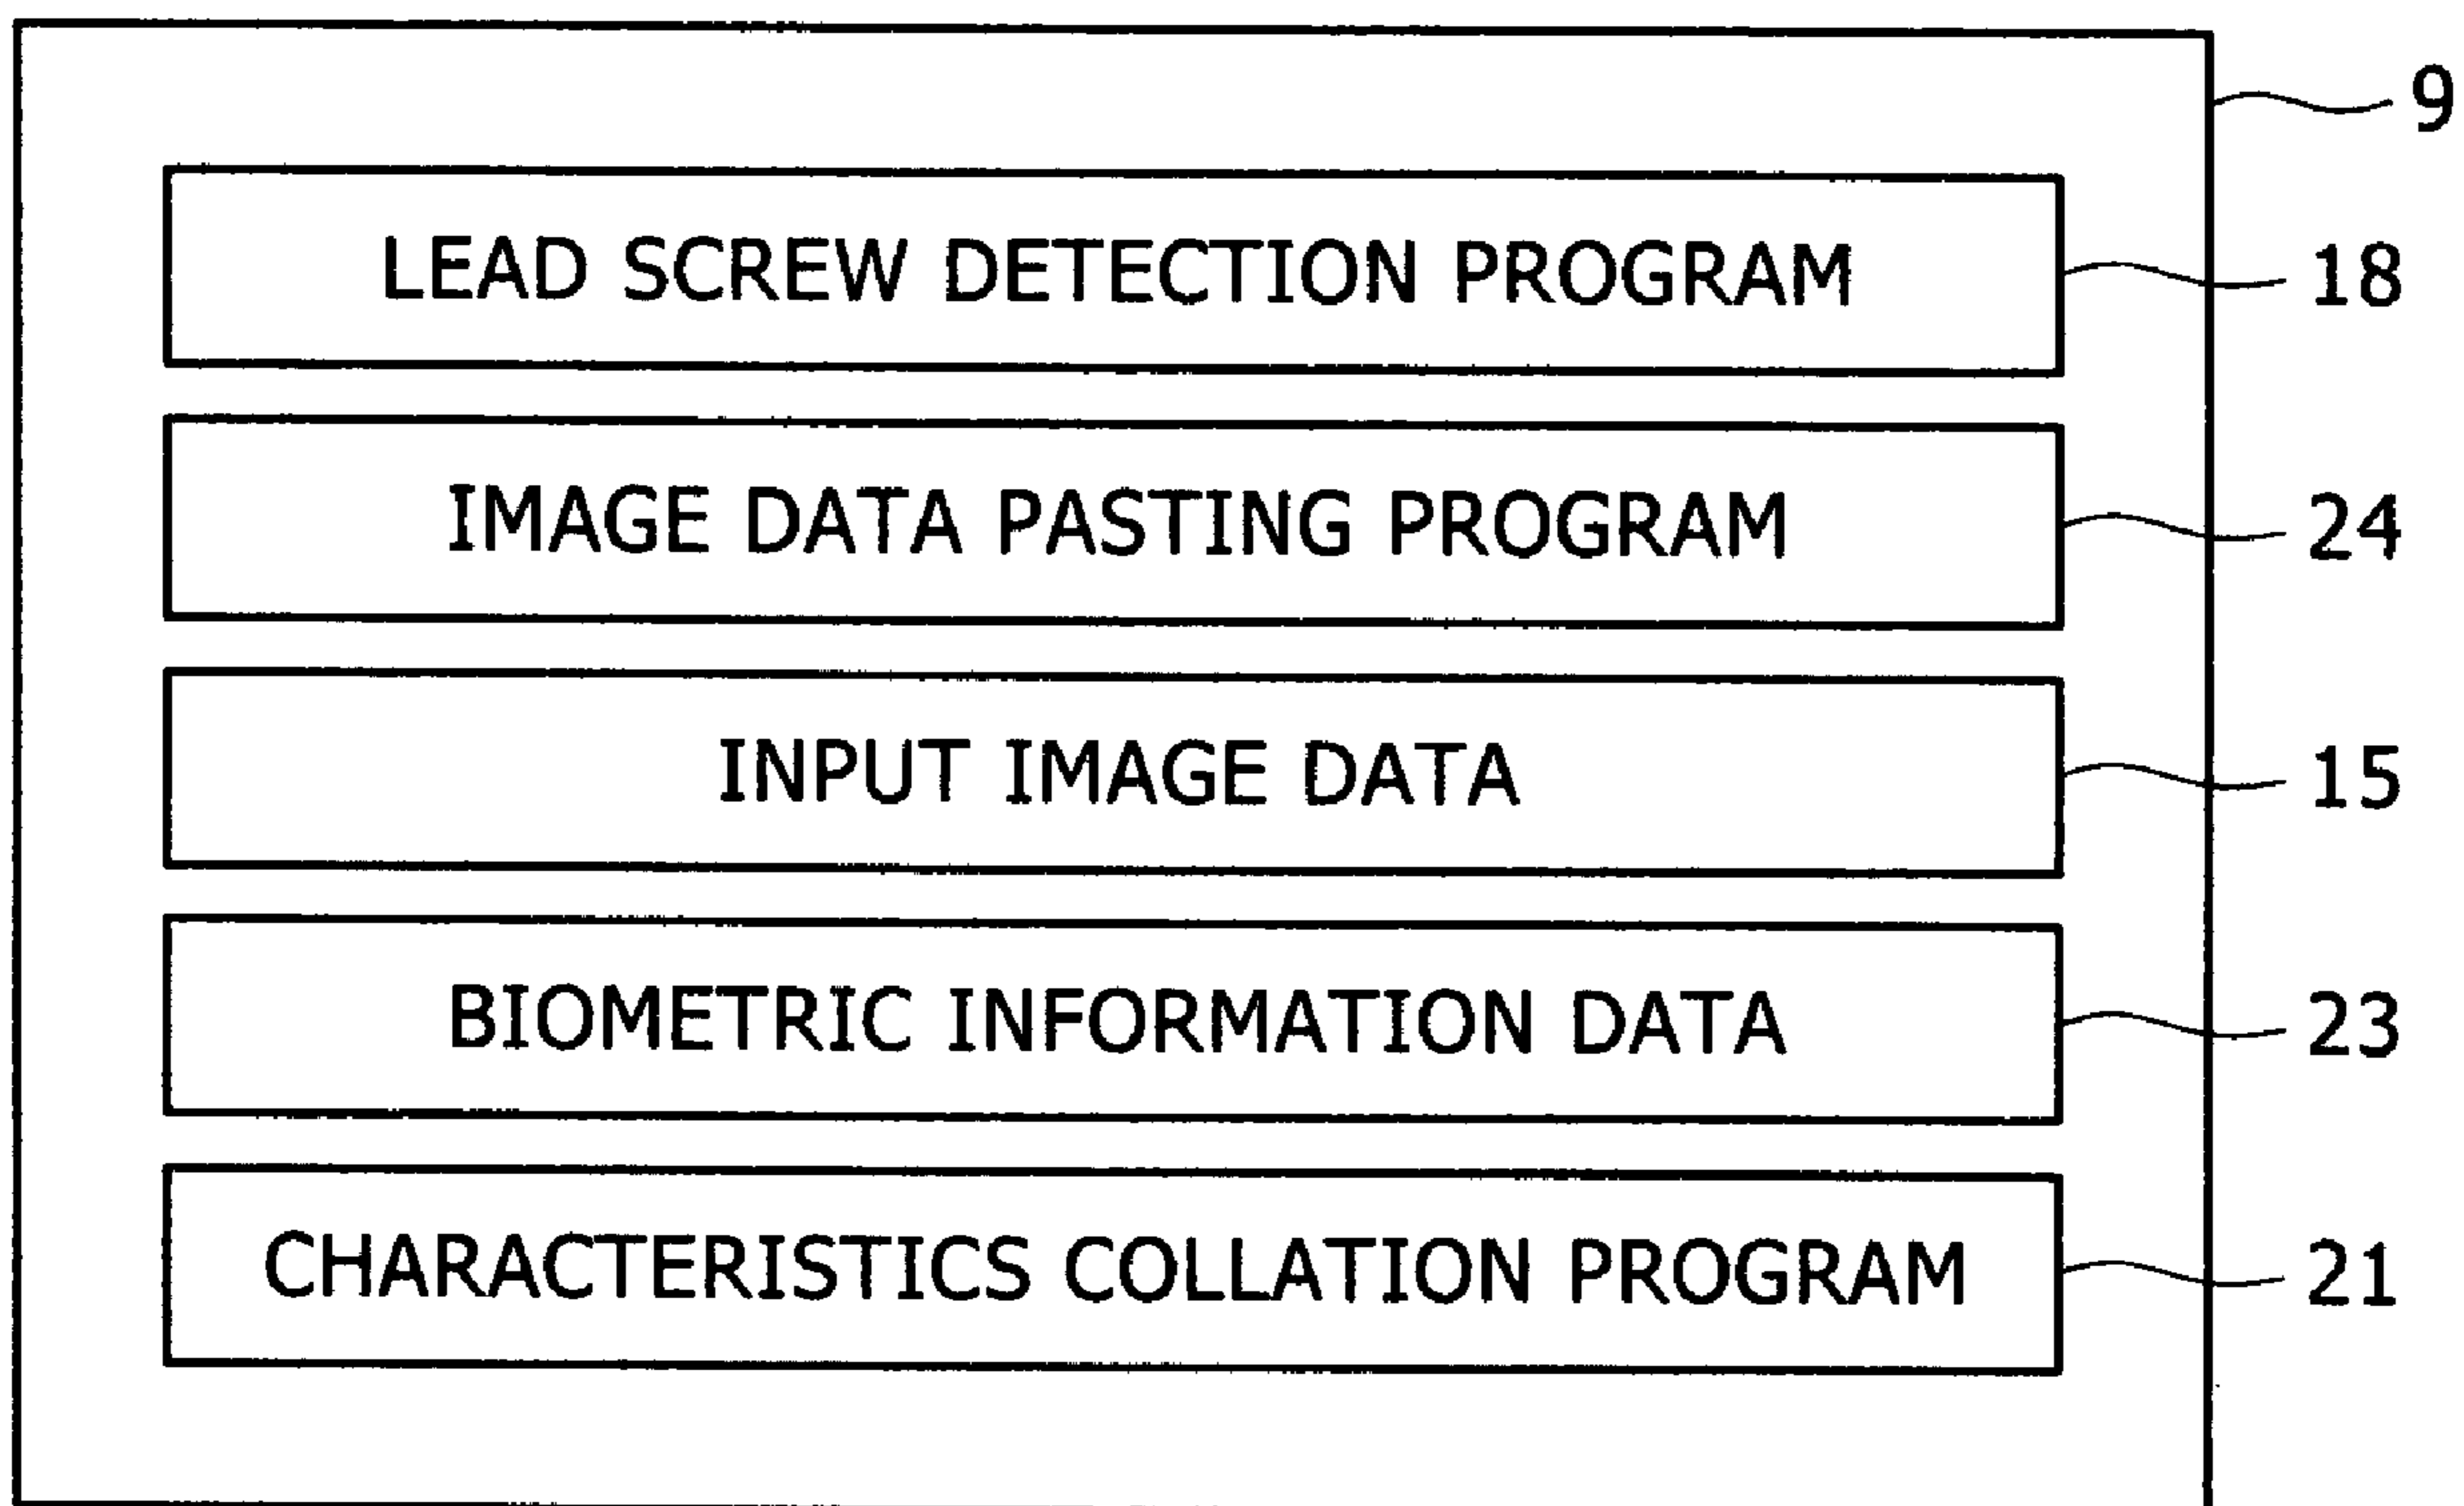 9
LEAD SCREW DETECTION PROGRAM 18
IMAGE DATA PASTING PROGRAM 24
INPUT IMAGE DATA 15
BIOMETRIC INFORMATION DATA 23
CHARACTERISTICS COLLATION PROGRAM 21